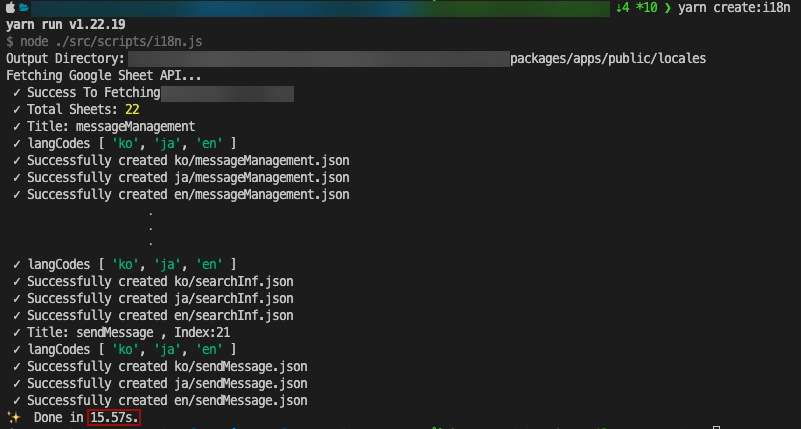 ↓4 *10 ❯ yarn create:i18n
yarn run v1.22.19
$ node ./src/scripts/i18n.js
Output Directory: packages/apps/public/locales
Fetching Google Sheet API...
✓ Success To Fetching
✓ Total Sheets: 22
✓ Title: messageManagement
✓ langCodes [ 'ko', 'ja', 'en' ]
✓ Successfully created ko/messageManagement.json
✓ Successfully created ja/messageManagement.json
✓ Successfully created en/messageManagement.json
.
.
.
✓ langCodes [ 'ko', 'ja', 'en' ]
✓ Successfully created ko/searchInf.json
✓ Successfully created ja/searchInf.json
✓ Successfully created en/searchInf.json
✓ Title: sendMessage , Index:21
✓ langCodes [ 'ko', 'ja', 'en' ]
✓ Successfully created ko/sendMessage.json
✓ Successfully created ja/sendMessage.json
✓ Successfully created en/sendMessage.json
✨ Done in 15.57s.